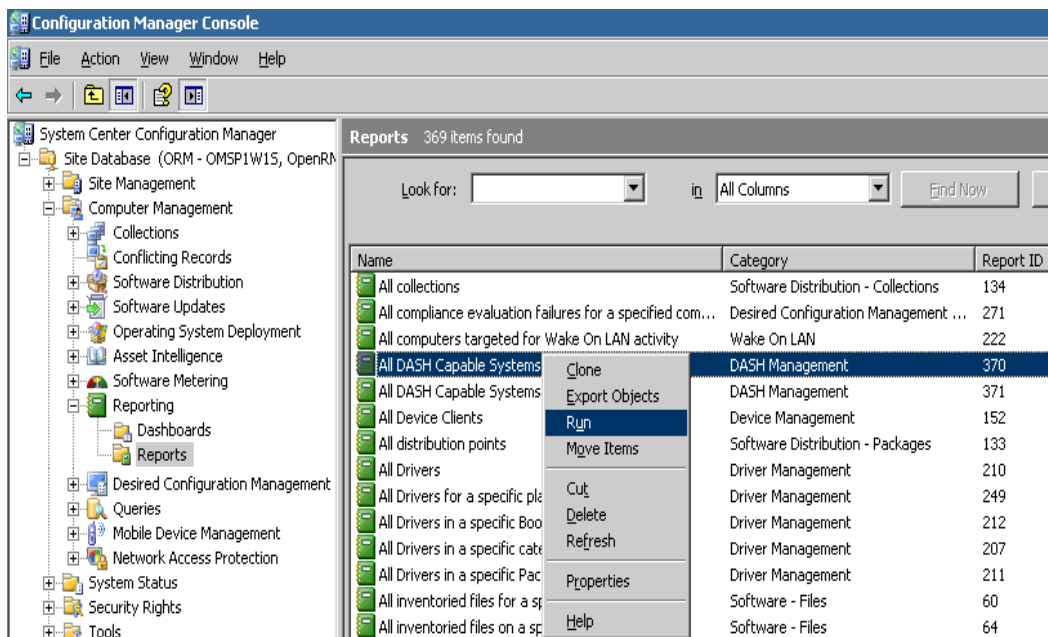 Configuration Manager Console
File Action View Window Help
System Center Configuration Manager
Site Database (ORM - OMSP1W1S, OpenRM
Site Management
Computer Management
Collections
Conflicting Records
Software Distribution
Software Updates
Operating System Deployment
Asset Intelligence
Software Metering
Reporting
Dashboards
Reports
Desired Configuration Management
Queries
Mobile Device Management
Network Access Protection
System Status
Security Rights
Tools
Reports 369 items found
Look for: in All Columns Find Now
Name Category Report ID
All collections Software Distribution - Collections 134
All compliance evaluation failures for a specified com... Desired Configuration Management ... 271
All computers targeted for Wake On LAN activity Wake On LAN 222
All DASH Capable Systems DASH Management 370
All DASH Capable Systems DASH Management 371
All Device Clients Device Management 152
All distribution points Software Distribution - Packages 133
All Drivers Driver Management 210
All Drivers for a specific pla Driver Management 249
All Drivers in a specific Boo Driver Management 212
All Drivers in a specific cate Driver Management 207
All Drivers in a specific Pac Driver Management 211
All inventoried files for a sp Software - Files 60
All inventoried files on a sp Software - Files 64
Clone
Export Objects
Run
Move Items
Cut
Delete
Refresh
Properties
Help